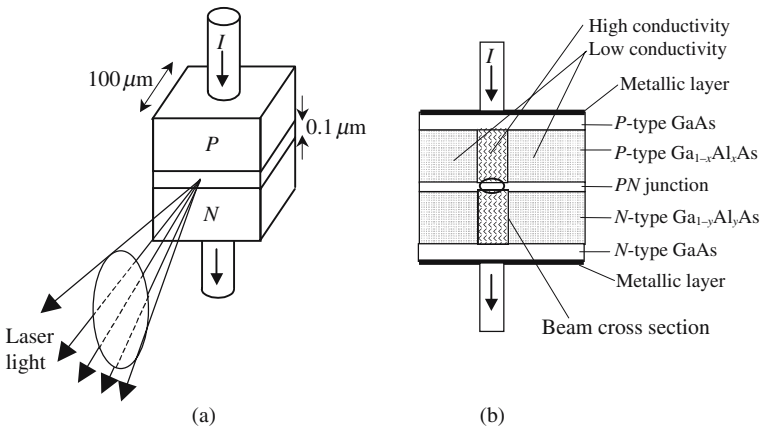 I
100 μm
0.1 μm
P
N
Laser
light
(a)
High conductivity
Low conductivity
I
Metallic layer
P-type GaAs
P-type Ga₁₋ₓAlₓAs
PN junction
N-type Ga₁₋yAlyAs
N-type GaAs
Metallic layer
Beam cross section
(b)